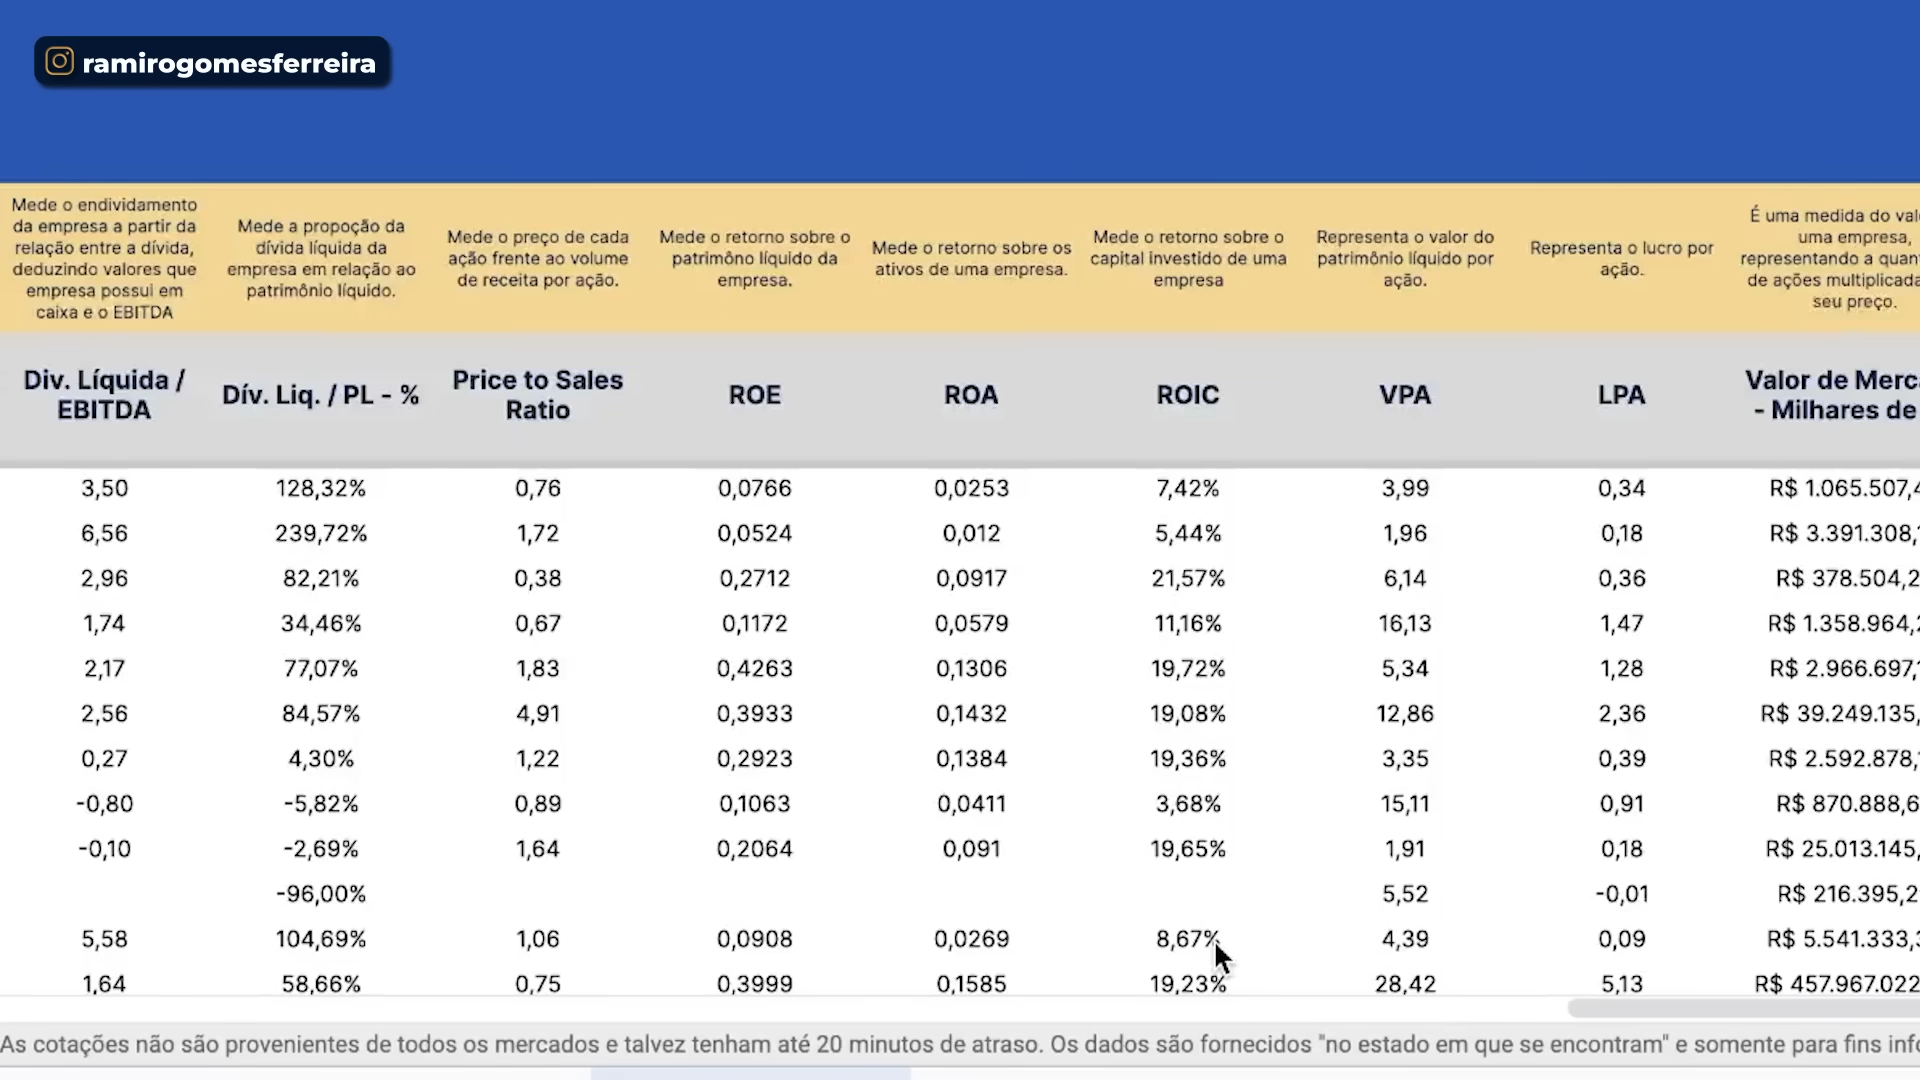 ramirogomesferreira
Mede o endividamento
da empresa a partir da
relação entre a dívida,
deduzindo valores que
empresa possui em
caixa e o EBITDA
Mede a propoção da
dívida líquida da
empresa em relação ao
patrimônio líquido.
Mede o preço de cada
ação frente ao volume
de receita por ação.
Mede o retorno sobre o
patrimôno líquido da
empresa.
Mede o retorno sobre os
ativos de uma empresa.
Mede o retorno sobre o
capital investido de uma
empresa
Representa o valor do
patrimônio líquido por
ação.
Representa o lucro por
ação.
É uma medida do val
uma empresa,
representando a quan
de ações multiplicada
seu preço.
Div. Líquida /
EBITDA
Dív. Liq. / PL - %
Price to Sales
Ratio
ROE
ROA
ROIC
VPA
LPA
Valor de Merc
- Milhares de
3,50 128,32% 0,76 0,0766 0,0253 7,42% 3,99 0,34 R$ 1.065.507,4
6,56 239,72% 1,72 0,0524 0,012 5,44% 1,96 0,18 R$ 3.391.308,
2,96 82,21% 0,38 0,2712 0,0917 21,57% 6,14 0,36 R$ 378.504,2
1,74 34,46% 0,67 0,1172 0,0579 11,16% 16,13 1,47 R$ 1.358.964,
2,17 77,07% 1,83 0,4263 0,1306 19,72% 5,34 1,28 R$ 2.966.697,
2,56 84,57% 4,91 0,3933 0,1432 19,08% 12,86 2,36 R$ 39.249.135,
0,27 4,30% 1,22 0,2923 0,1384 19,36% 3,35 0,39 R$ 2.592.878,
-0,80 -5,82% 0,89 0,1063 0,0411 3,68% 15,11 0,91 R$ 870.888,6
-0,10 -2,69% 1,64 0,2064 0,091 19,65% 1,91 0,18 R$ 25.013.145,
-96,00% 5,52 -0,01 R$ 216.395,2
5,58 104,69% 1,06 0,0908 0,0269 8,67% 4,39 0,09 R$ 5.541.333,
1,64 58,66% 0,75 0,3999 0,1585 19,23% 28,42 5,13 R$ 457.967.022
As cotações não são provenientes de todos os mercados e talvez tenham até 20 minutos de atraso. Os dados são fornecidos "no estado em que se encontram" e somente para fins info